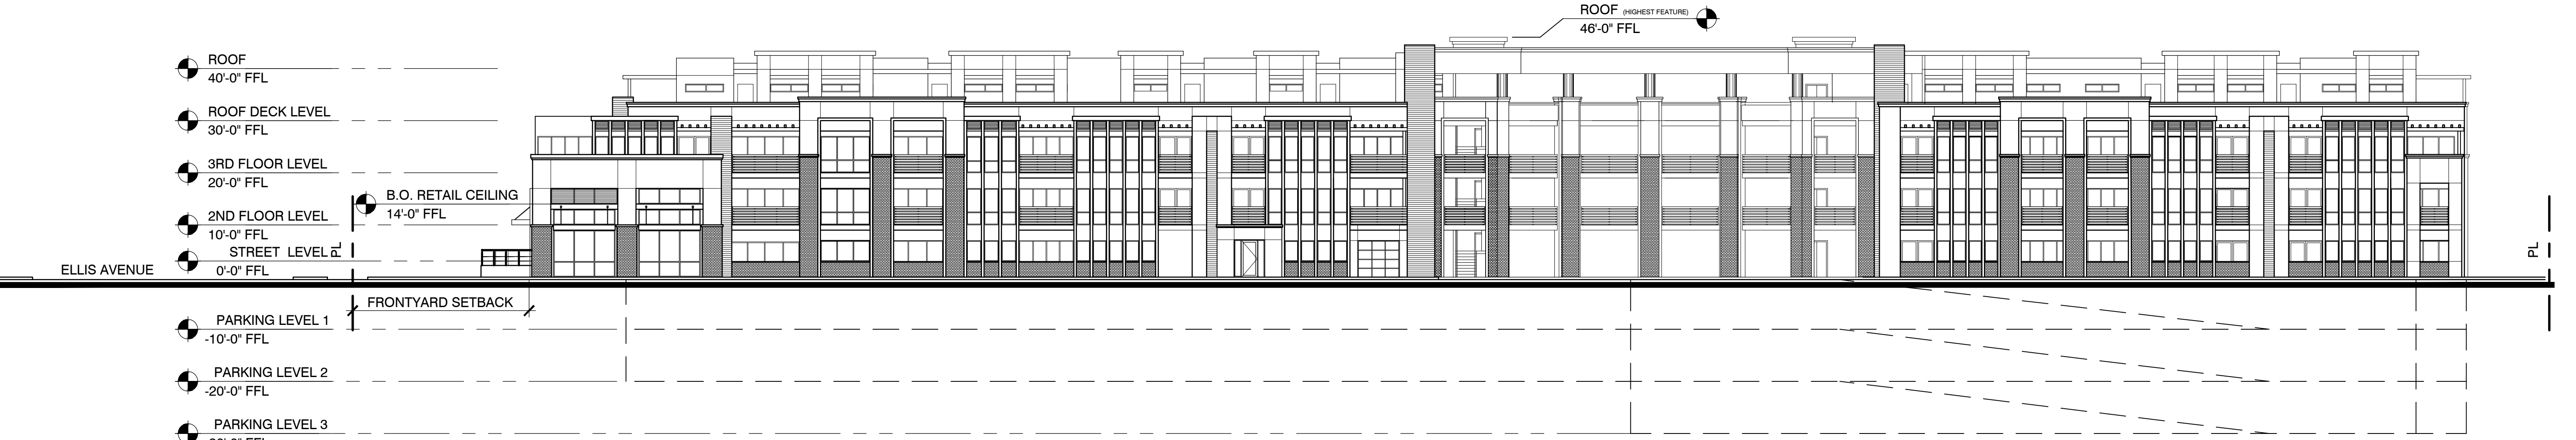 ROOF (HIGHEST FEATURE)
46'-0" FFL
ROOF
40'-0" FFL
ROOF DECK LEVEL
30'-0" FFL
3RD FLOOR LEVEL
20'-0" FFL
B.O. RETAIL CEILING
14'-0" FFL
2ND FLOOR LEVEL
10'-0" FFL
STREET LEVEL
0'-0" FFL
PL
PL
ELLIS AVENUE
FRONTYARD SETBACK
PARKING LEVEL 1
-10'-0" FFL
PARKING LEVEL 2
-20'-0" FFL
PARKING LEVEL 3